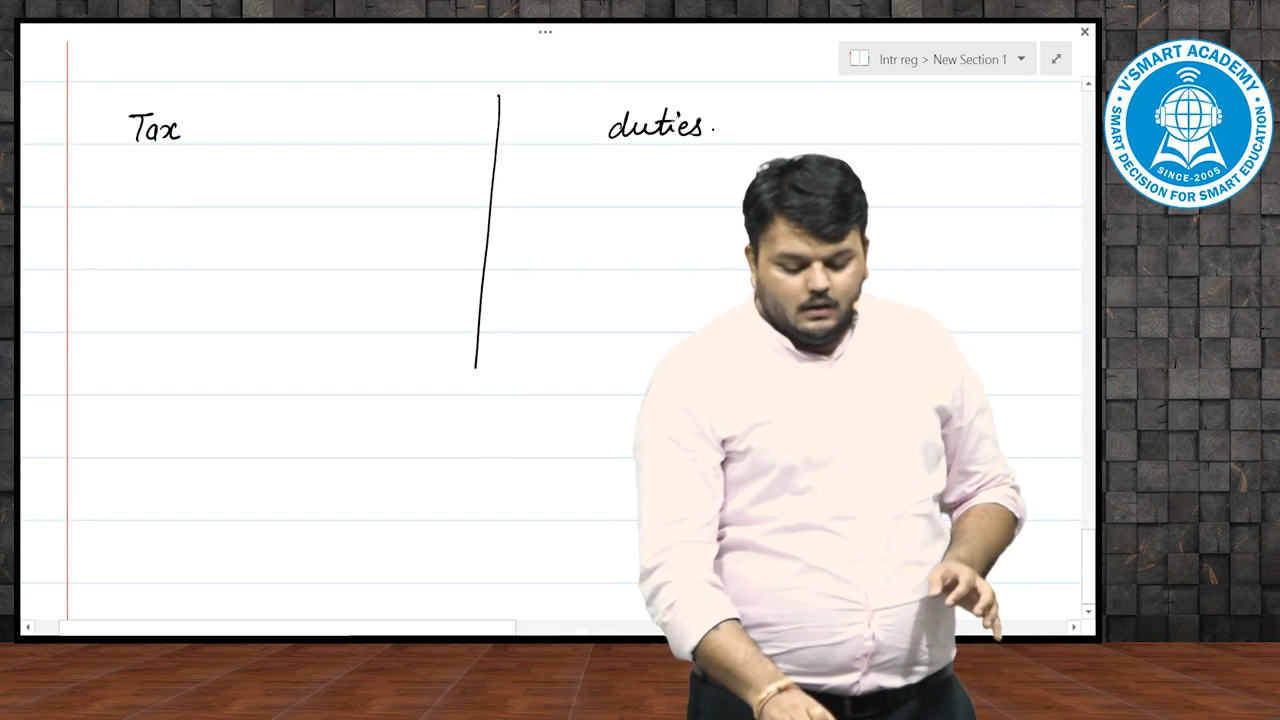 Intr reg > New Section 1
Tax
duties.
V'SMART ACADEMY
SINCE-2005
SMART DECISION FOR SMART EDUCATION